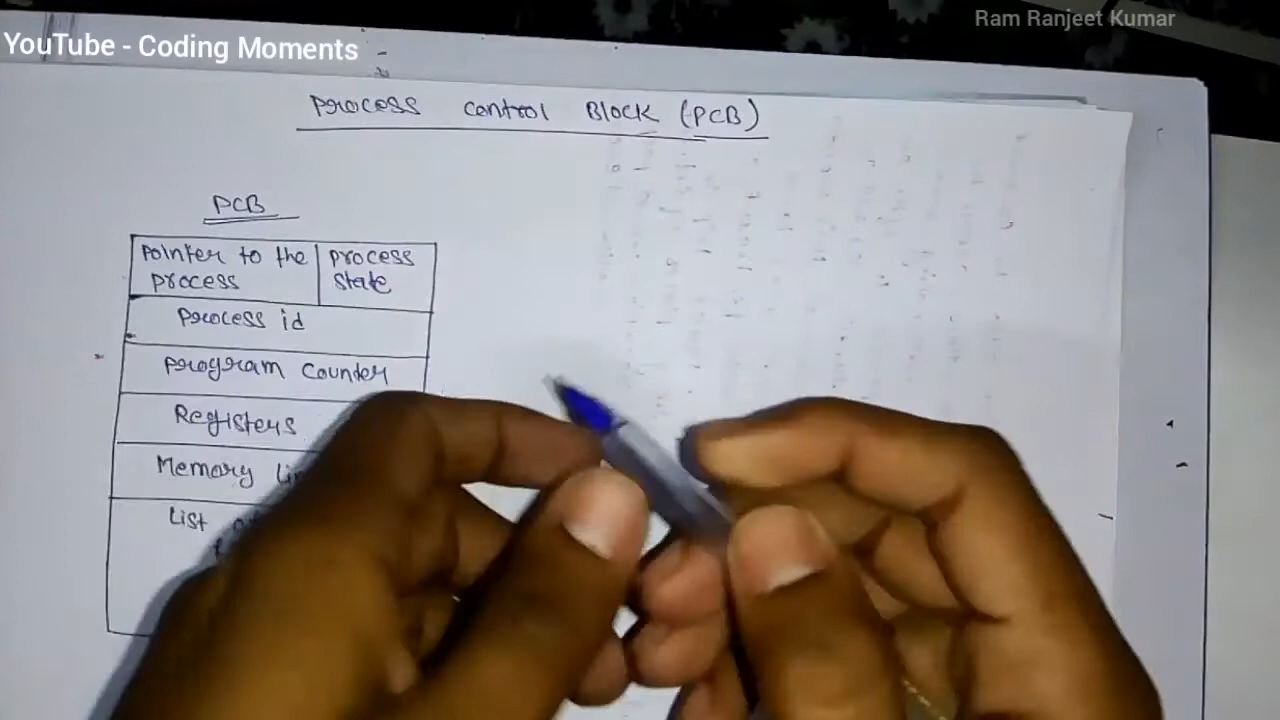 Ram Ranjeet Kumar
YouTube - Coding Moments
Process Control Block (PCB)
PCB
Pointer to the process
process state
Process id
Program Counter
Registers
Memory
List